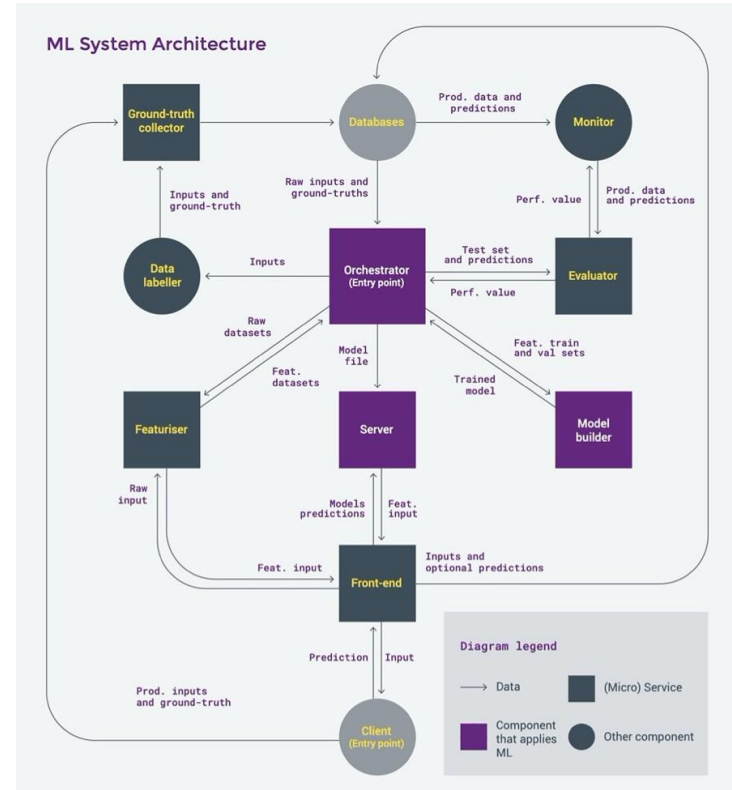 ML System Architecture
Ground-truth
collector
Databases
Prod. data and
predictions
Monitor
Inputs and
ground-truth
Raw inputs and
ground-truths
Perf. value
Prod. data
and predictions
Data
labeller
Inputs
Orchestrator
(Entry point)
Test set
and predictions
Perf. value
Evaluator
Raw
datasets
Feat.
datasets
Model
file
Feat. train
and val sets
Trained
model
Featuriser
Server
Model
builder
Raw
input
Models
predictions
Feat.
input
Feat. input
Front-end
Inputs and
optional predictions
Prediction
Input
Prod. inputs
and ground-truth
Client
(Entry point)
Diagram legend
Data
(Micro) Service
Component
that applies
ML
Other component